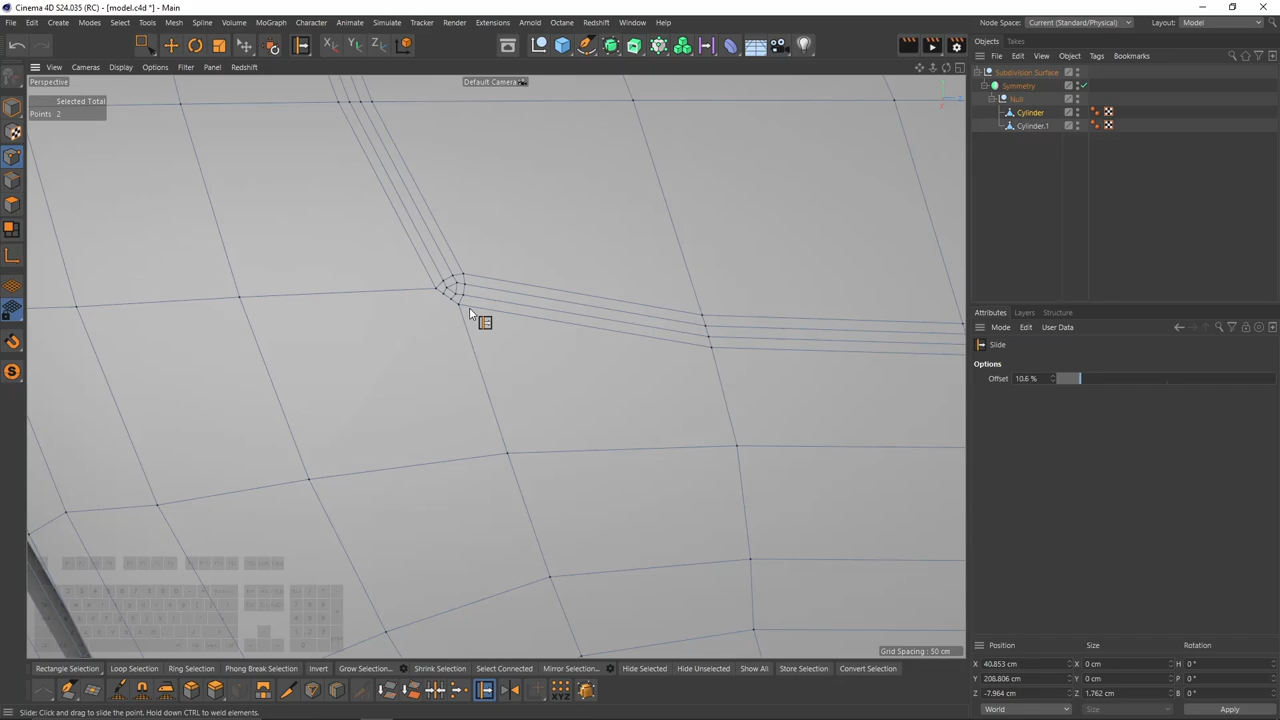 Cinema 4D S24.035 (RC) - [model.c4d *] - Main
File Edit Create Modes Select Tools Mesh Spline Volume MoGraph Character Animate Simulate Tracker Render Extensions Arnold Octane Redshift Window Help
Node Space: Current (Standard/Physical) Layout: Model
X Y Z
View Cameras Display Options Filter Panel Redshift
Perspective
Default Camera
Selected Total
Points 2
Objects Takes
File Edit View Object Tags Bookmarks
Subdivision Surface
Symmetry
Null
Cylinder
Cylinder.1
Attributes Layers Structure
Mode Edit User Data
Slide
Options
Offset 10.6 %
Grid Spacing : 50 cm
Position Size Rotation
X 40.853 cm X 0 cm H 0 °
Y 208.806 cm Y 0 cm P 0 °
Z -7.964 cm Z 1.762 cm B 0 °
World Size Apply
Rectangle Selection Loop Selection Ring Selection Phong Break Selection Invert Grow Selection... Shrink Selection Select Connected Mirror Selection... Hide Selected Hide Unselected Show All Store Selection Convert Selection
XYZ
Slide: Click and drag to slide the point. Hold down CTRL to weld elements.